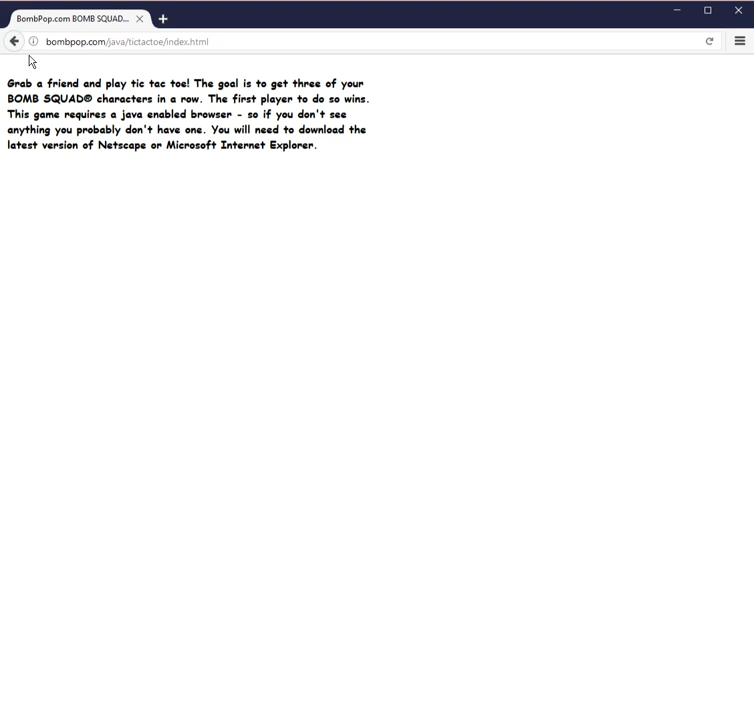 BombPop.com BOMB SQUAD...
bombpop.com/java/tictactoe/index.html
Grab a friend and play tic tac toe! The goal is to get three of your
BOMB SQUAD® characters in a row. The first player to do so wins.
This game requires a java enabled browser - so if you don't see
anything you probably don't have one. You will need to download the
latest version of Netscape or Microsoft Internet Explorer.